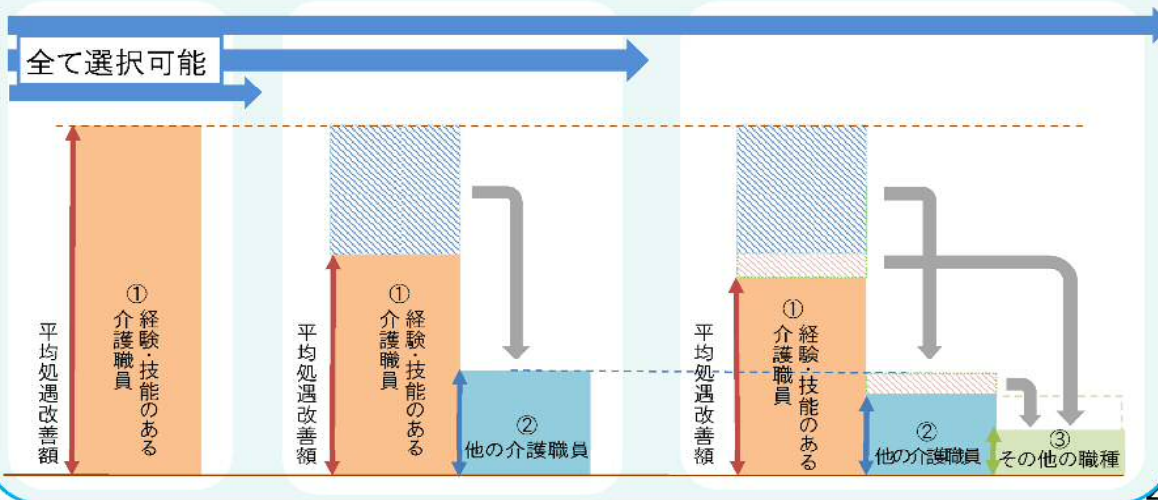 全て選択可能
平均処遇改善額
①
経験・技能のある
介護職員
平均処遇改善額
①
経験・技能のある
介護職員
②
他の介護職員
平均処遇改善額
①
経験・技能のある
介護職員
②
他の介護職員
③
その他の職種